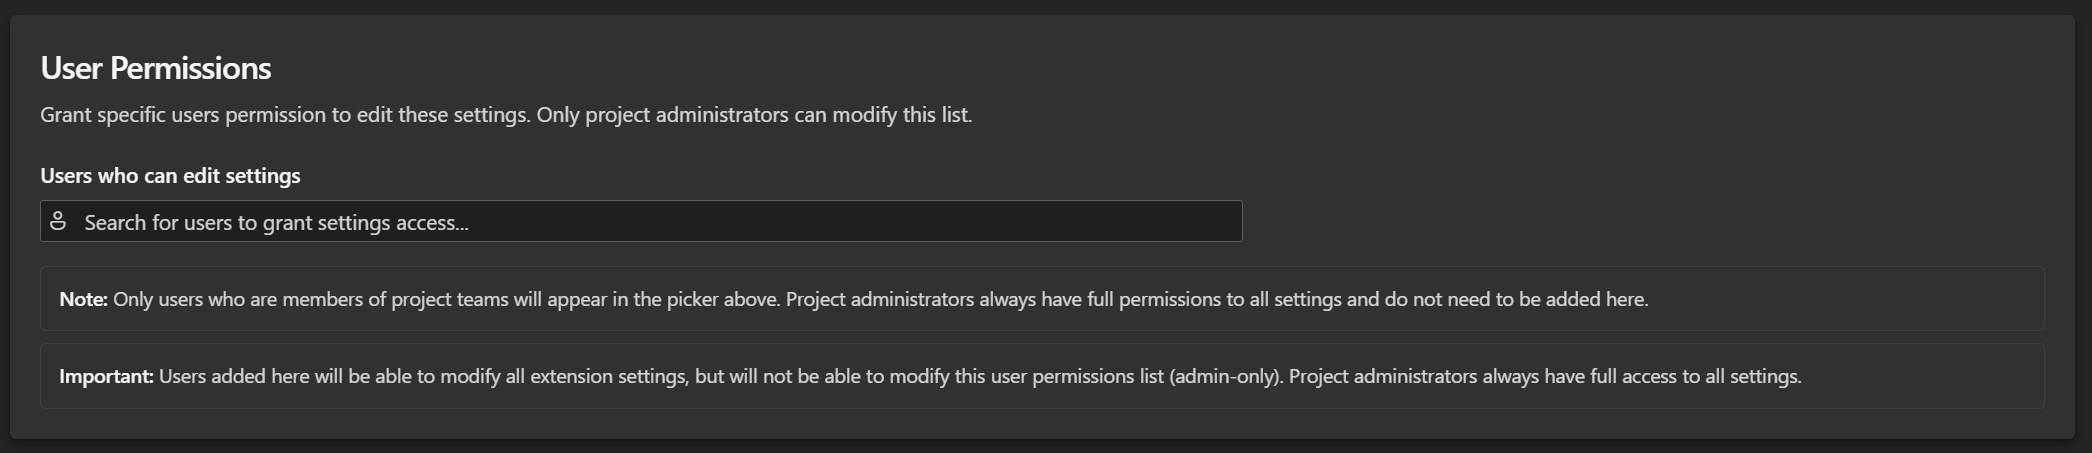 User Permissions
Grant specific users permission to edit these settings. Only project administrators can modify this list.
Users who can edit settings
Search for users to grant settings access...
Note: Only users who are members of project teams will appear in the picker above. Project administrators always have full permissions to all settings and do not need to be added here.
Important: Users added here will be able to modify all extension settings, but will not be able to modify this user permissions list (admin-only). Project administrators always have full access to all settings.